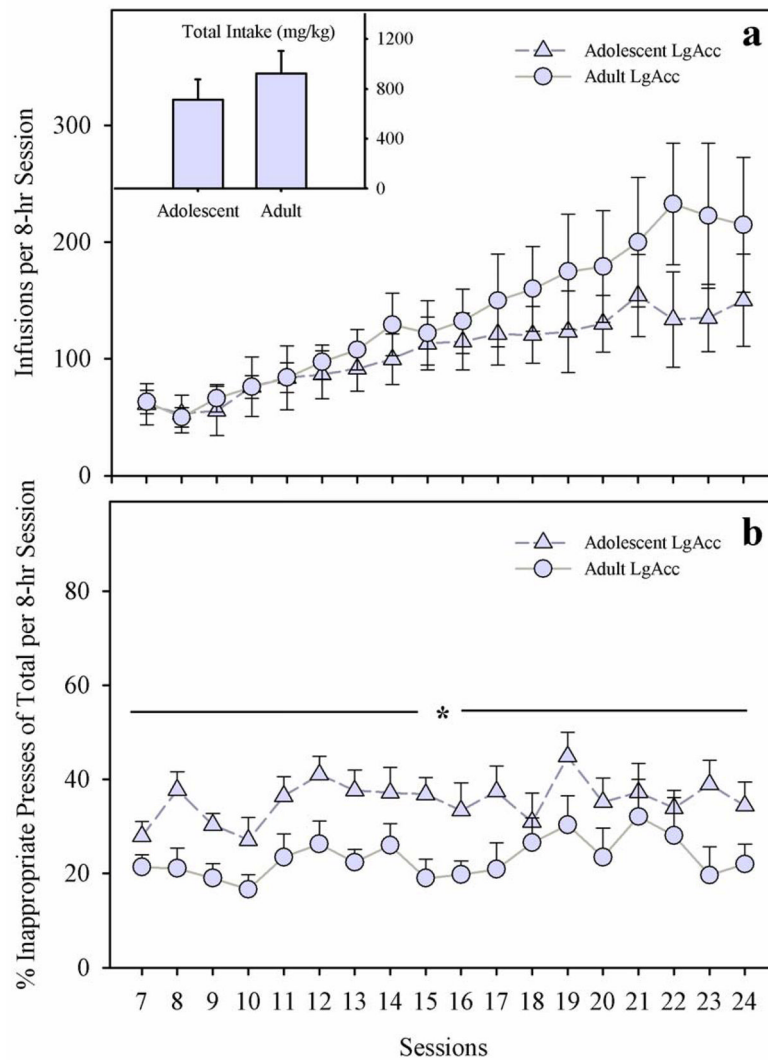 Total Intake (mg/kg)
1200
800
400
0
Adolescent Adult
a
Adolescent LgAcc
Adult LgAcc
Infusions per 8-hr Session
300
200
100
0
b
Adolescent LgAcc
Adult LgAcc
% Inappropriate Presses of Total per 8-hr Session
80
60
40
20
0
*
7 8 9 10 11 12 13 14 15 16 17 18 19 20 21 22 23 24
Sessions